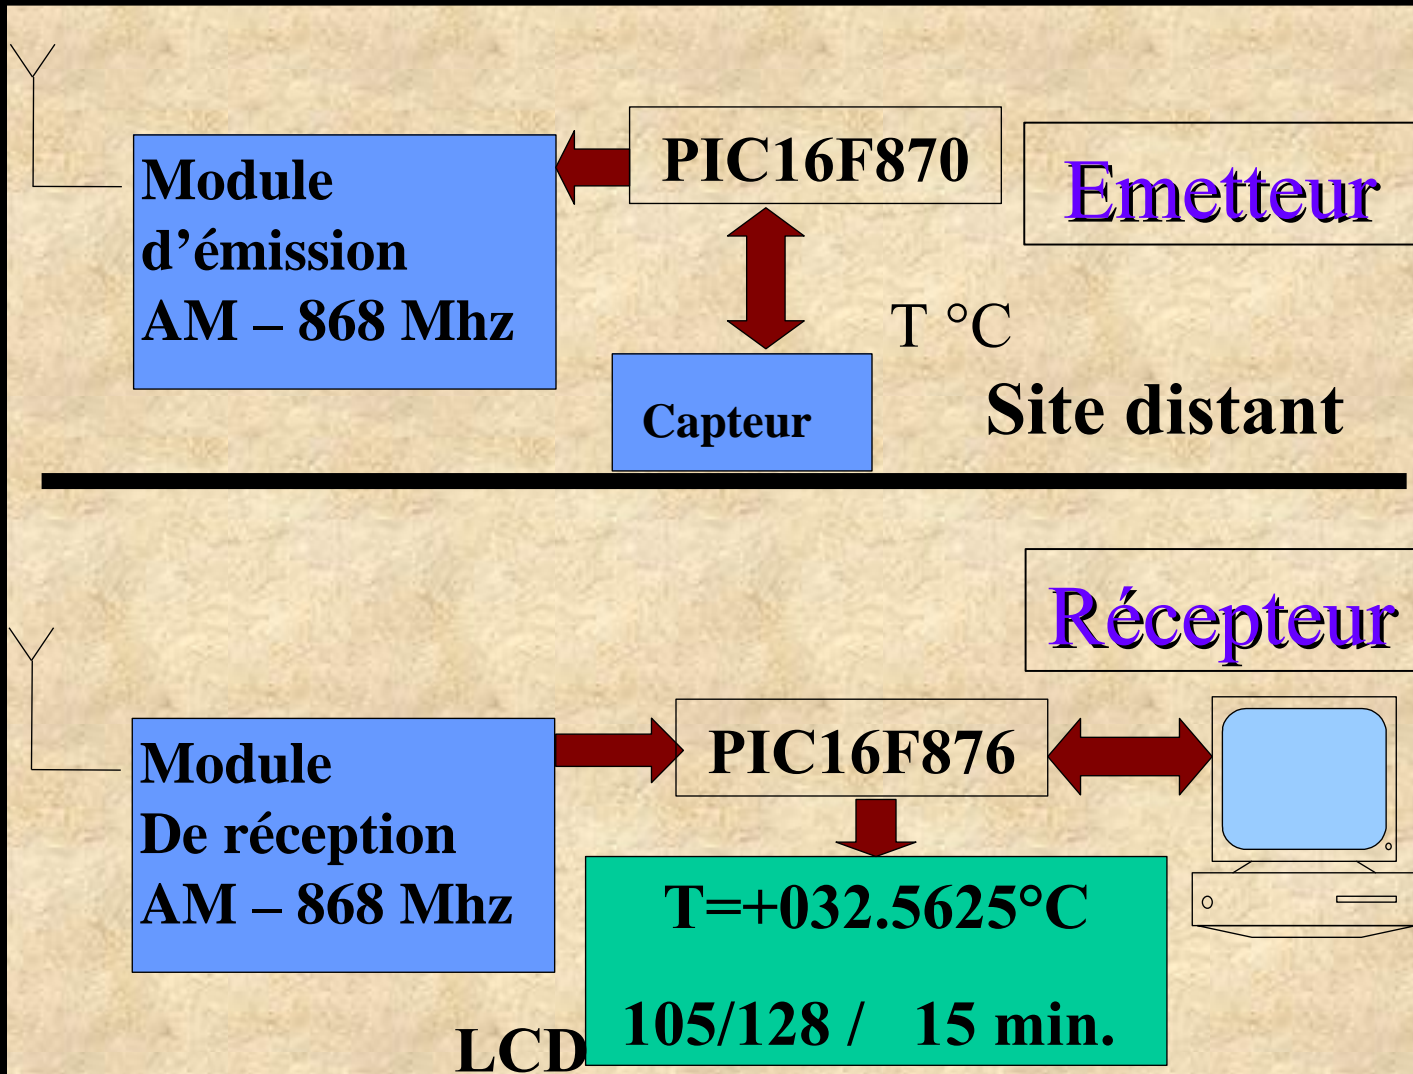 PIC16F870
Emetteur
Module
d’émission
AM – 868 Mhz
T °C
Capteur
Site distant
Récepteur
PIC16F876
Module
De réception
AM – 868 Mhz
T=+032.5625°C
105/128 / 15 min.
LCD